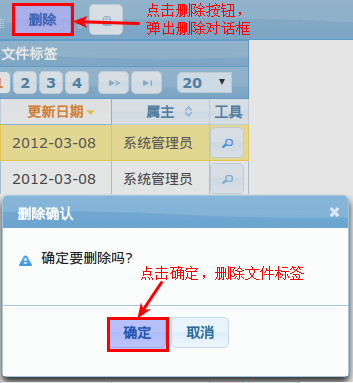 删除
点击删除按钮,
弹出删除对话框
文件标签
1 2 3 4 20
更新日期 属主 工具
2012-03-08 系统管理员
2012-03-08 系统管理员
删除确认
确定要删除吗?
点击确定，删除文件标签
确定 取消